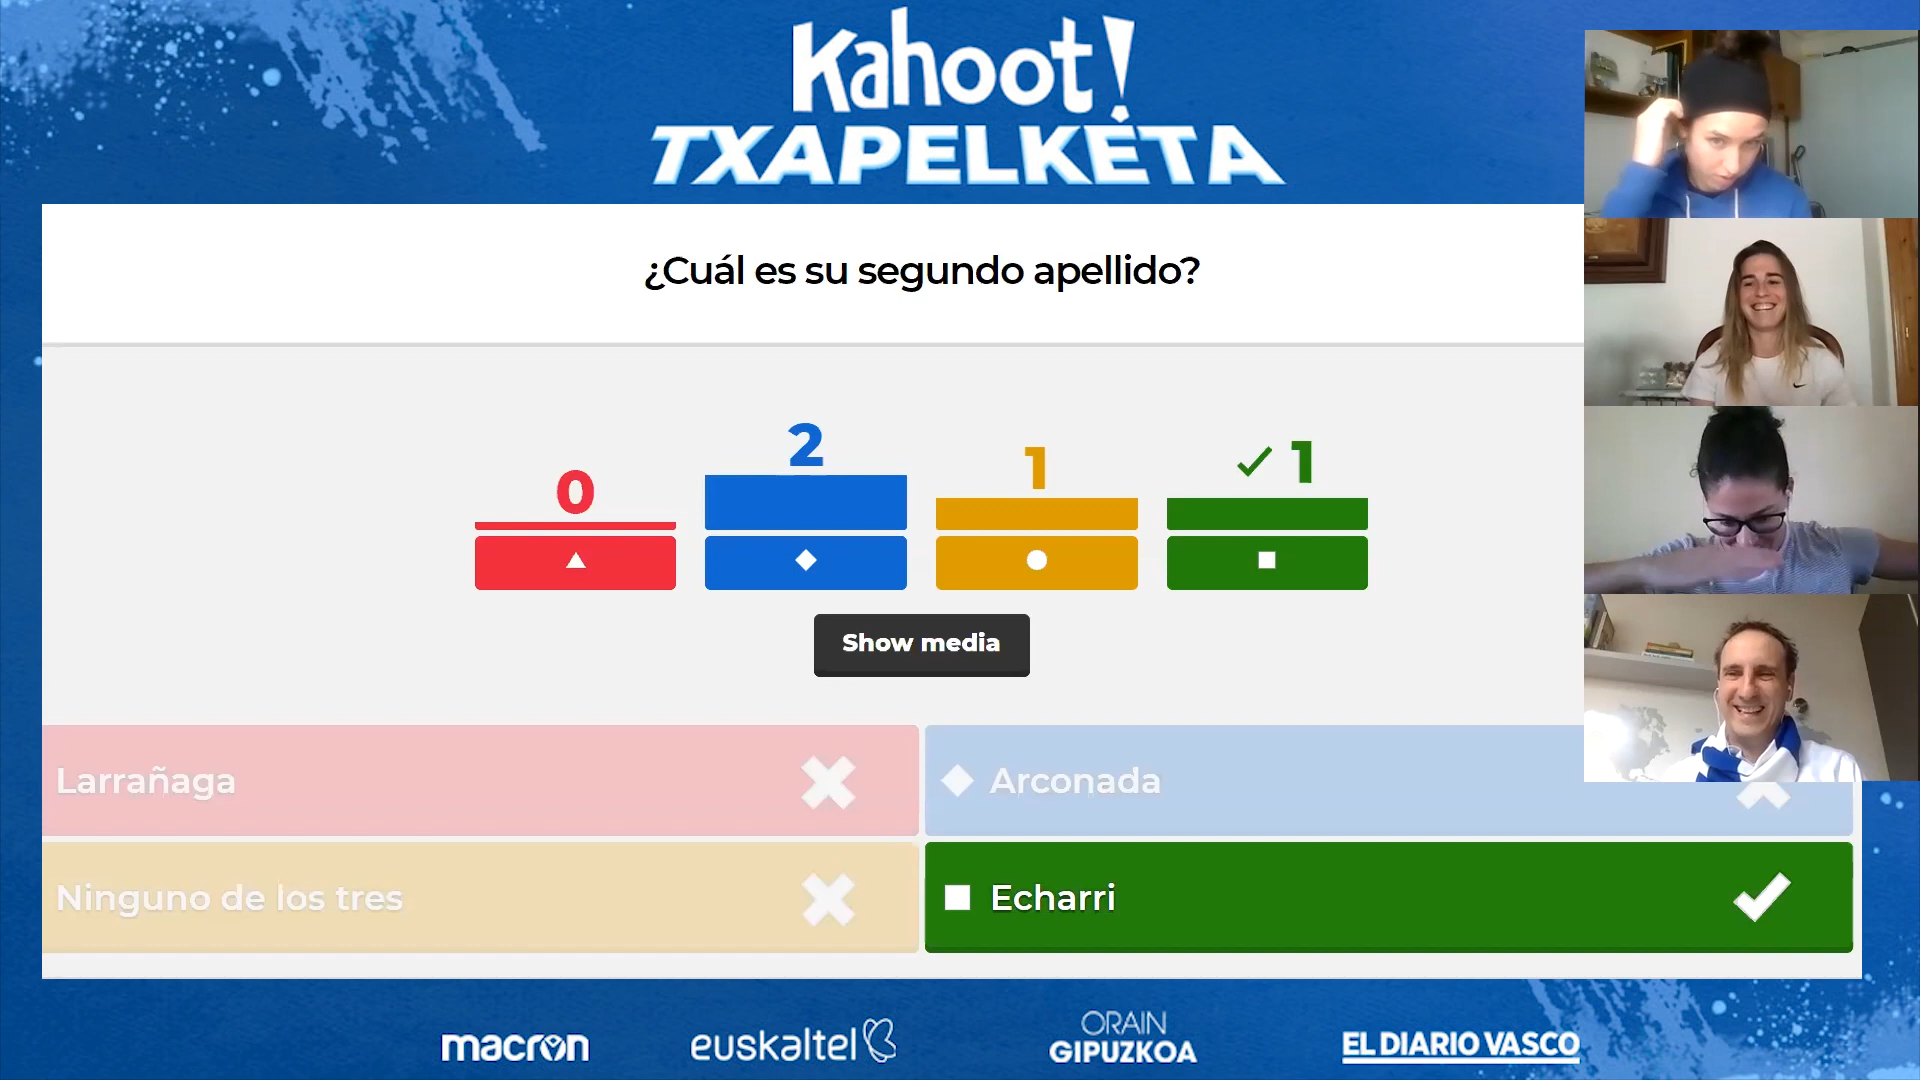 Kahoot!
TXAPELKETA
¿Cuál es su segundo apellido?
0
2
1
1
Show media
Larrañaga
Arconada
Ninguno de los tres
Echarri
macron
euskaltel
ORAIN
GIPUZKOA
EL DIARIO VASCO